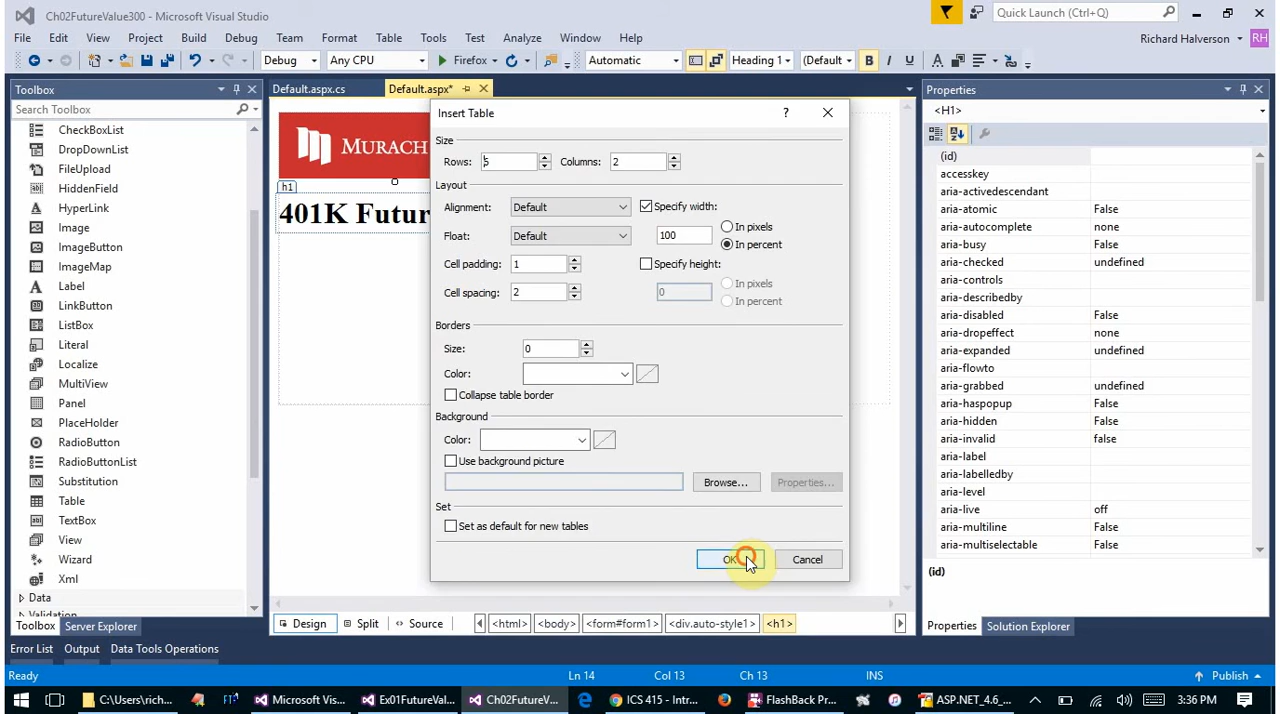 Ch02FutureValue300 - Microsoft Visual Studio
Quick Launch (Ctrl+Q)
File Edit View Project Build Debug Team Format Table Tools Test Analyze Window Help
Richard Halverson RH
Debug Any CPU Firefox Automatic Heading 1 (Default B I U A
Toolbox
Default.aspx.cs Default.aspx*
Properties
Search Toolbox
<H1>
CheckBoxList
DropDownList
FileUpload
HiddenField
HyperLink
Image
ImageButton
ImageMap
Label
LinkButton
ListBox
Literal
Localize
MultiView
Panel
PlaceHolder
RadioButton
RadioButtonList
Substitution
Table
TextBox
View
Wizard
Xml
Data
Validation
Toolbox Server Explorer
MURACH
h1
401K Futur
Insert Table ?
Size
Rows: 5 Columns: 2
Layout
Alignment: Default Specify width:
In pixels
Float: Default 100
In percent
Cell padding: 1 Specify height:
In pixels
Cell spacing: 2 0
In percent
Borders
Size: 0
Color:
Collapse table border
Background
Color:
Use background picture
Browse... Properties...
Set
Set as default for new tables
OK Cancel
Design Split Source <html> <body> <form#form1> <div.auto-style1> <h1>
(id)
accesskey
aria-activedescendant
aria-atomic False
aria-autocomplete none
aria-busy False
aria-checked undefined
aria-controls
aria-describedby
aria-disabled False
aria-dropeffect none
aria-expanded undefined
aria-flowto
aria-grabbed undefined
aria-haspopup False
aria-hidden False
aria-invalid false
aria-label
aria-labelledby
aria-level
aria-live off
aria-multiline False
aria-multiselectable False
(id)
Properties Solution Explorer
Error List Output Data Tools Operations
Ready Ln 14 Col 13 Ch 13 INS Publish
C:\Users\rich... Microsoft Vis... Ex01FutureVal... Ch02FutureV... ICS 415 - Intr... FlashBack Pr... ASP.NET_4.6_... 3:36 PM